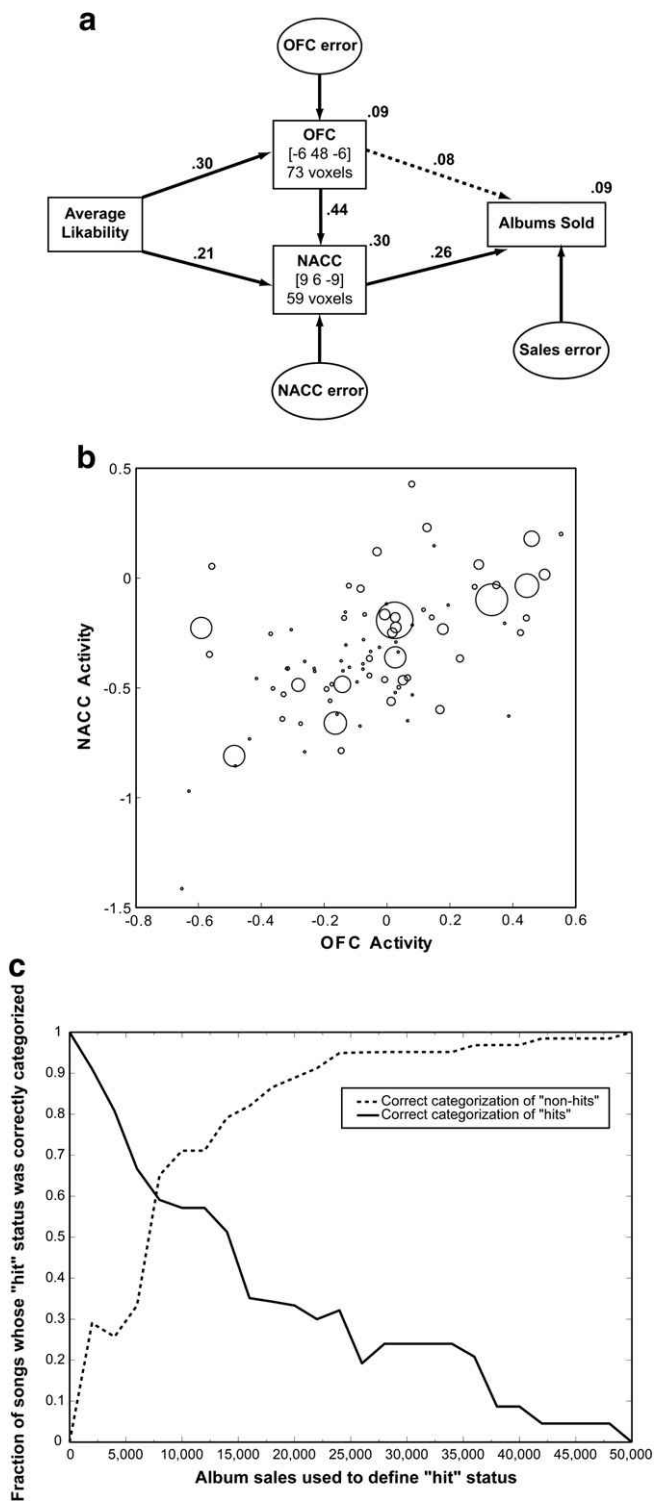 a
OFC error
.09
OFC
[-6 48 -6]
73 voxels
.30
.08
.09
Average
Likability
.44
Albums Sold
.30
.21
NACC
[9 6 -9]
59 voxels
.26
NACC error
Sales error
b
0.5
0
-0.5
-1
-1.5
NACC Activity
-0.8
-0.6
-0.4
-0.2
0
0.2
0.4
0.6
OFC Activity
c
Fraction of songs whose "hit" status was correctly categorized
1
0.9
0.8
0.7
0.6
0.5
0.4
0.3
0.2
0.1
0
Correct categorization of "non-hits"
Correct categorization of "hits"
0
5,000
10,000
15,000
20,000
25,000
30,000
35,000
40,000
45,000
50,000
Album sales used to define "hit" status